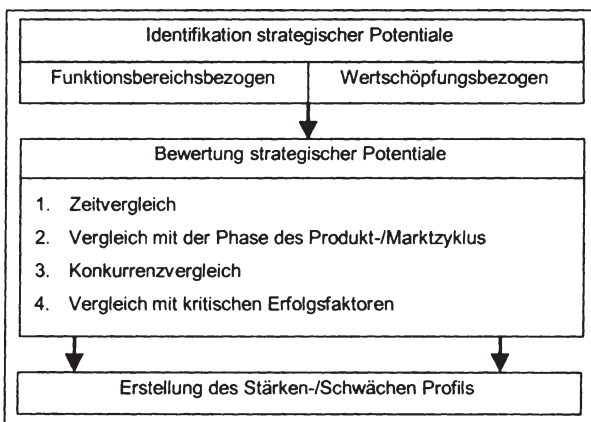 Identifikation strategischer Potentiale
Funktionsbereichsbezogen Wertschöpfungsbezogen
Bewertung strategischer Potentiale
1. Zeitvergleich
2. Vergleich mit der Phase des Produkt-/Marktzyklus
3. Konkurrenzvergleich
4. Vergleich mit kritischen Erfolgsfaktoren
Erstellung des Stärken-/Schwächen Profils